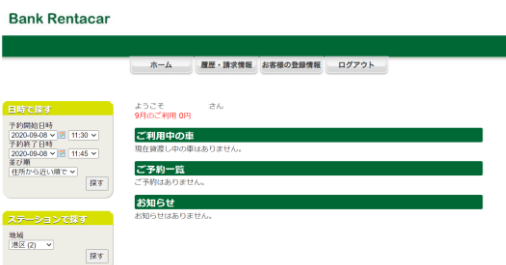 Bank Rentacar
ホーム 履歴・請求情報 お客様の登録情報 ログアウト
日時で探す
予約開始日時
2020-09-08 11:30
予約終了日時
2020-09-08 11:45
並び順
住所から近い順で
探す
ステーションで探す
地域
港区 (2)
探す
ようこそ さん
9月のご利用 0円
ご利用中の車
現在貸渡し中の車はありません。
ご予約一覧
ご予約はありません。
お知らせ
お知らせはありません。